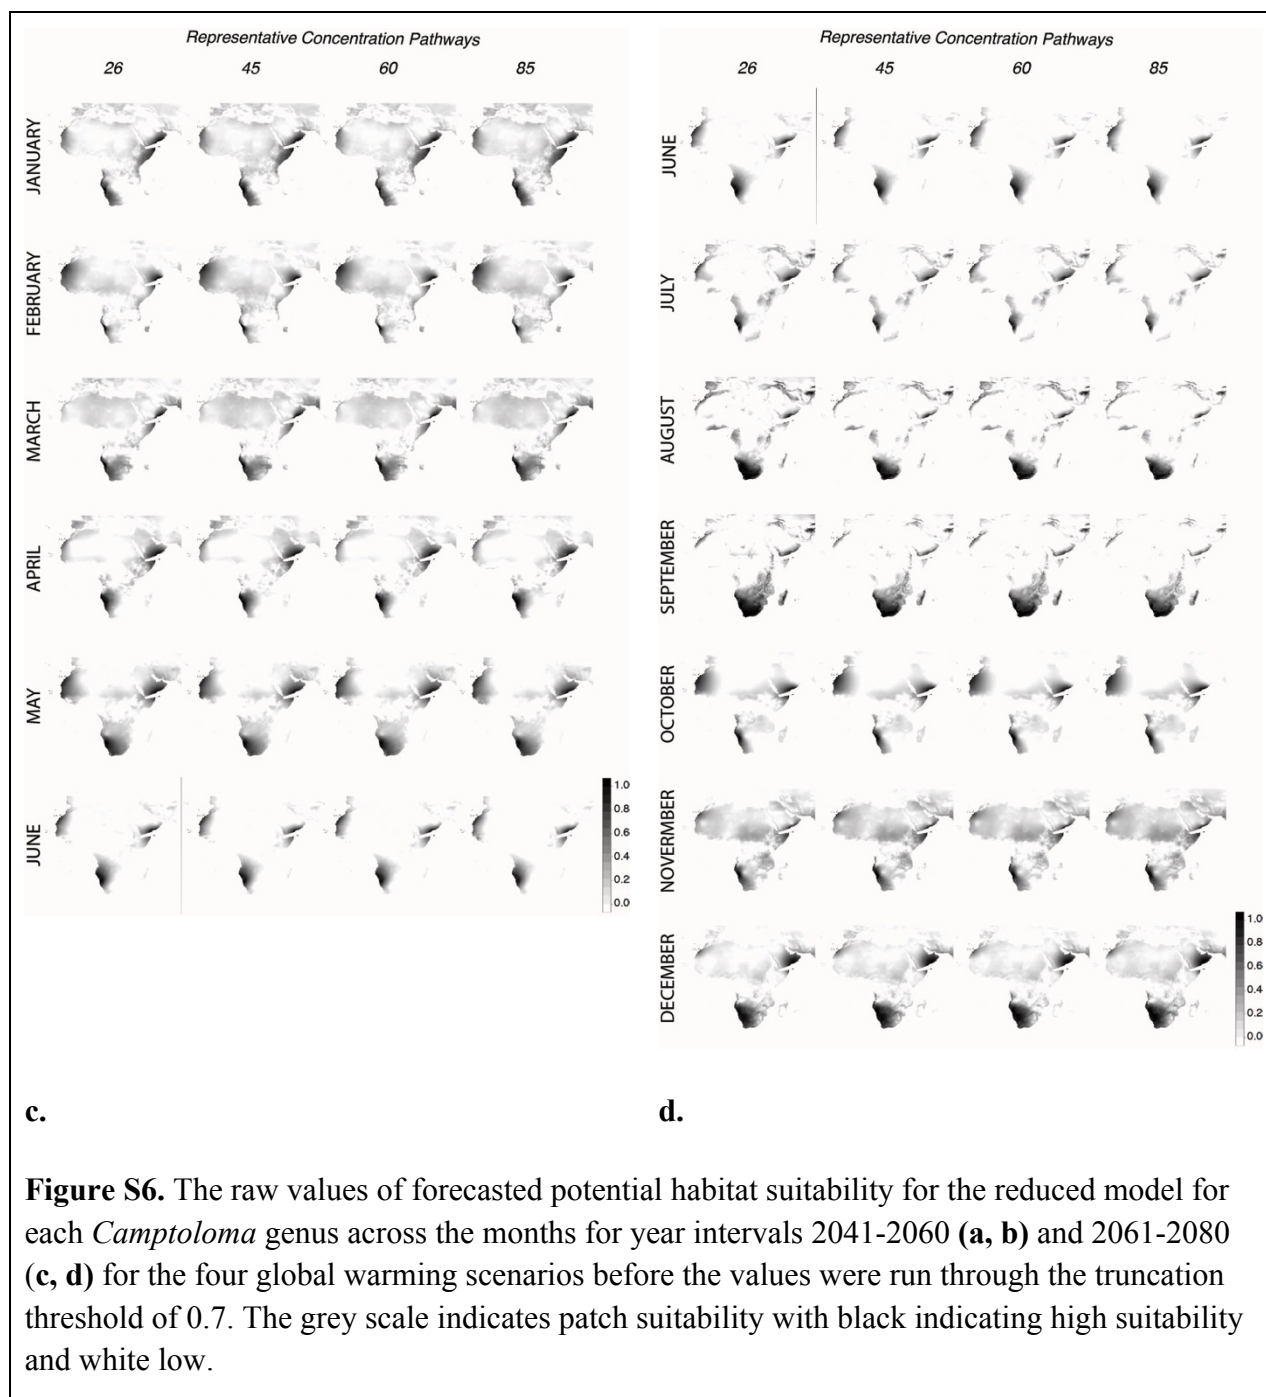 Representative Concentration Pathways
26 45 60 85
JANUARY
FEBRUARY
MARCH
APRIL
MAY
JUNE
1.0
0.8
0.6
0.4
0.2
0.0
c.
Representative Concentration Pathways
26 45 60 85
JUNE
JULY
AUGUST
SEPTEMBER
OCTOBER
NOVERMBER
DECEMBER
1.0
0.8
0.6
0.4
0.2
0.0
d.
Figure S6. The raw values of forecasted potential habitat suitability for the reduced model for
each Camptoloma genus across the months for year intervals 2041-2060 (a, b) and 2061-2080
(c, d) for the four global warming scenarios before the values were run through the truncation
threshold of 0.7. The grey scale indicates patch suitability with black indicating high suitability
and white low.